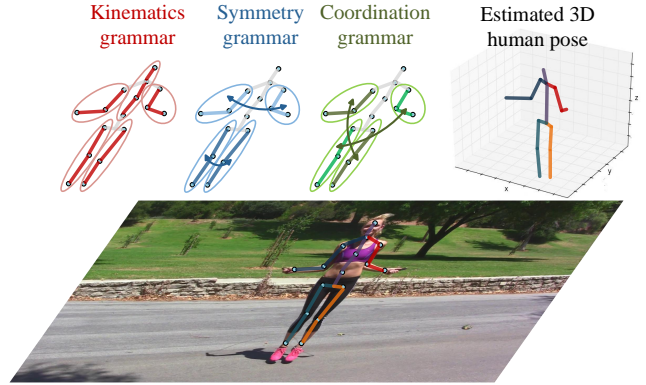 Kinematics
grammar
Symmetry
grammar
Coordination
grammar
Estimated 3D
human pose
z
y
x